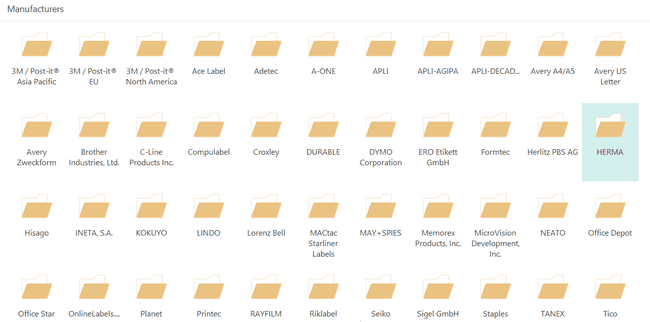 Manufacturers
3M / Post-it® 3M / Post-it® 3M / Post-it® Ace Label Adetec A-ONE APLI APLI-AGIPA APLI-DECAD... Avery A4/A5 Avery US
Asia Pacific EU North America Letter
Avery Brother C-Line Compulabel Croxley DURABLE DYMO ERO Etikett Formtec Herlitz PBS AG HERMA
Zweckform Industries, Ltd. Products Inc. Corporation GmbH
Hisago INETA, S.A. KOKUYO LINDO Lorenz Bell MACtac MAY+SPIES Memorex MicroVision NEATO Office Depot
Starliner Products, Inc. Development,
Labels Inc.
Office Star OnlineLabels.... Planet Printec RAYFILM Riklabel Seiko Sigel GmbH Staples TANEX Tico